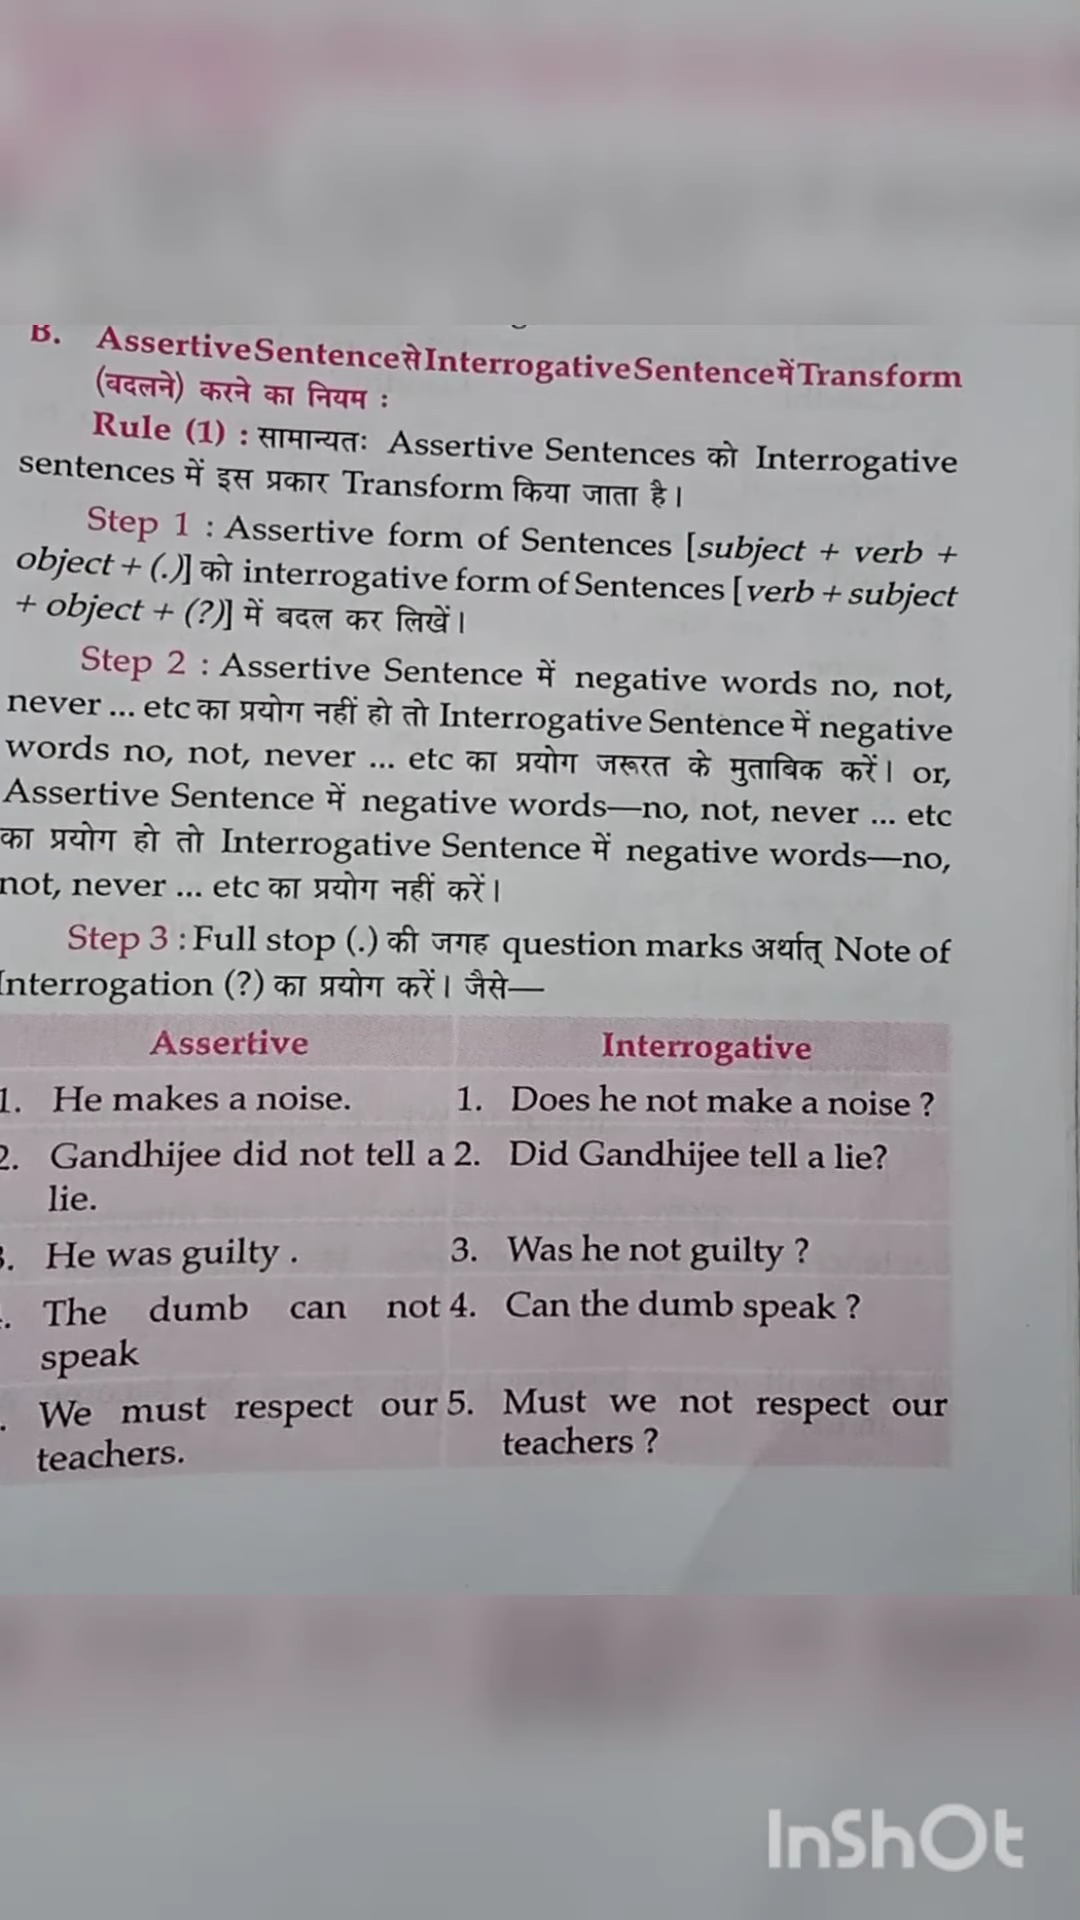 B. Assertive Sentence से Interrogative Sentence में Transform
(बदलने) करने का नियम :
Rule (1) : सामान्यतः Assertive Sentences को Interrogative
sentences में इस प्रकार Transform किया जाता है।
Step 1 : Assertive form of Sentences [subject + verb +
object + (.)] को interrogative form of Sentences [verb + subject
+ object + (?)] में बदल कर लिखें।
Step 2 : Assertive Sentence में negative words no, not,
never ... etc का प्रयोग नहीं हो तो Interrogative Sentence में negative
words no, not, never ... etc का प्रयोग जरूरत के मुताबिक करें। or,
Assertive Sentence में negative words—no, not, never ... etc
का प्रयोग हो तो Interrogative Sentence में negative words—no,
not, never ... etc का प्रयोग नहीं करें।
Step 3 : Full stop (.) की जगह question marks अर्थात् Note of
Interrogation (?) का प्रयोग करें। जैसे—
Assertive Interrogative
1. He makes a noise. 1. Does he not make a noise ?
2. Gandhijee did not tell a 2. Did Gandhijee tell a lie?
lie.
3. He was guilty . 3. Was he not guilty ?
. The dumb can not 4. Can the dumb speak ?
speak
. We must respect our 5. Must we not respect our
teachers. teachers ?
InShOt